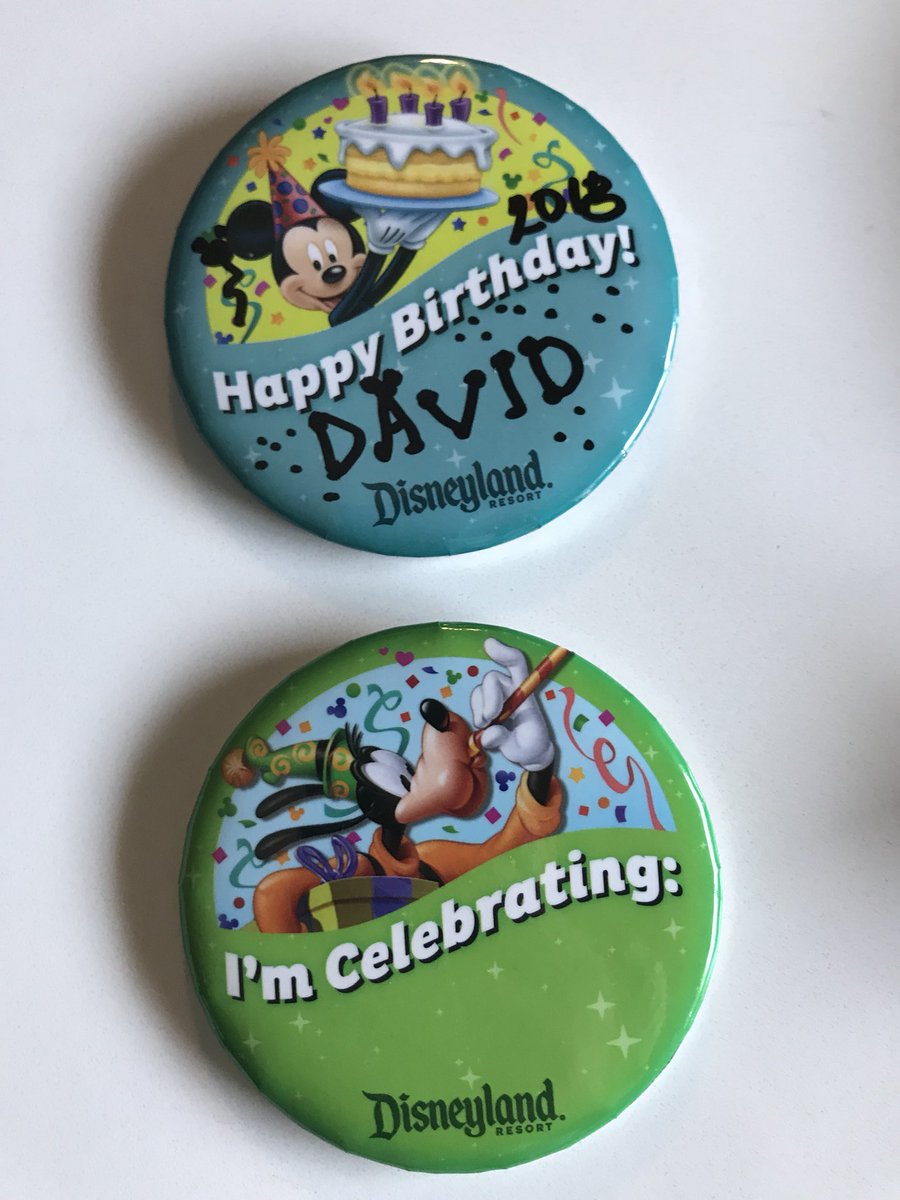 2018
Happy Birthday!
DAVID
Disneyland
RESORT
I'm Celebrating:
Disneyland
RESORT